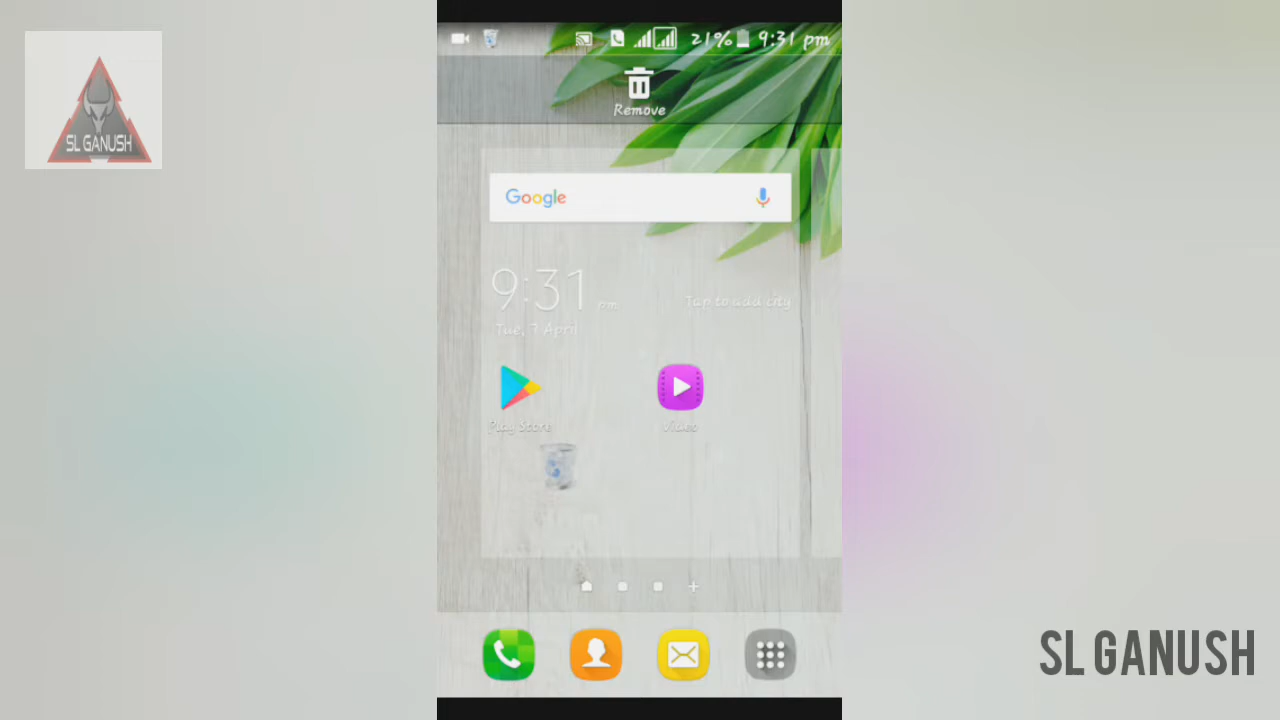 SL GANUSH
21% 9:31 pm
Remove
Google
9:31 pm
Tap to add city
Tue, 7 April
Play Store
Video
SL GANUSH